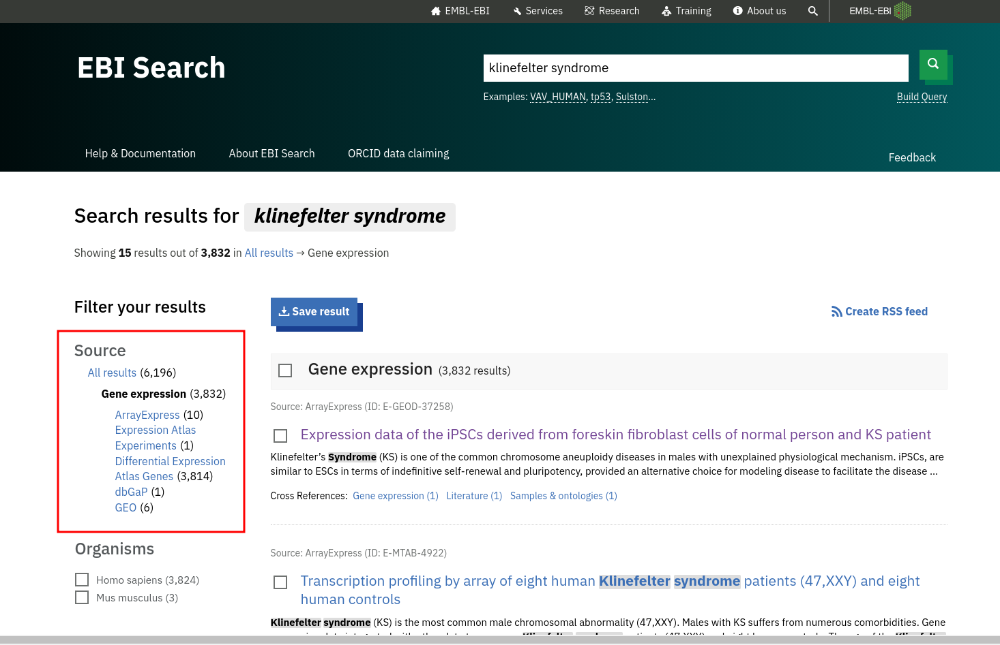 EMBL-EBI Services Research Training About us EMBL-EBI
EBI Search
klinefelter syndrome
Examples: VAV_HUMAN, tp53, Sulston...
Build Query
Help & Documentation About EBI Search ORCID data claiming
Feedback
Search results for klinefelter syndrome
Showing 15 results out of 3,832 in All results → Gene expression
Filter your results
Source
All results (6,196)
Gene expression (3,832)
ArrayExpress (10)
Expression Atlas
Experiments (1)
Differential Expression
Atlas Genes (3,814)
dbGaP (1)
GEO (6)
Organisms
Homo sapiens (3,824)
Mus musculus (3)
Save result
Create RSS feed
Gene expression (3,832 results)
Source: ArrayExpress (ID: E-GEOD-37258)
Expression data of the iPSCs derived from foreskin fibroblast cells of normal person and KS patient
Klinefelter’s Syndrome (KS) is one of the common chromosome aneuploidy diseases in males with unexplained physiological mechanism. iPSCs, are
similar to ESCs in terms of indefinitive self-renewal and pluripotency, provided an alternative choice for modeling disease to facilitate the disease ...
Cross References: Gene expression (1) Literature (1) Samples & ontologies (1)
Source: ArrayExpress (ID: E-MTAB-4922)
Transcription profiling by array of eight human Klinefelter syndrome patients (47,XXY) and eight
human controls
Klinefelter syndrome (KS) is the most common male chromosomal abnormality (47,XXY). Males with KS suffers from numerous comorbidities. Gene